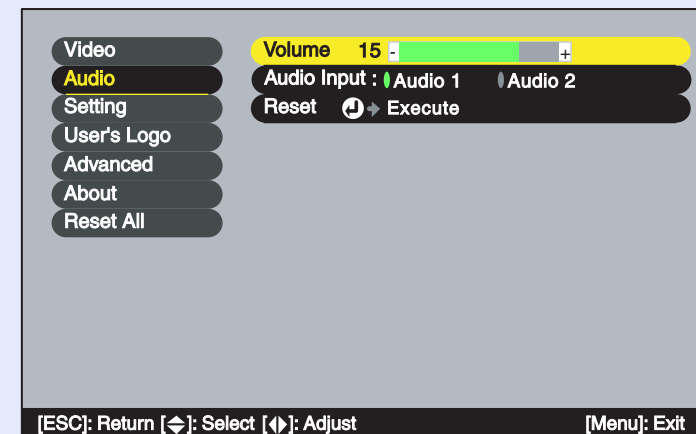 Video
Audio
Setting
User's Logo
Advanced
About
Reset All
Volume 15 - +
Audio Input : Audio 1 Audio 2
Reset Execute
[ESC]: Return [ ]: Select [ ]: Adjust [Menu]: Exit